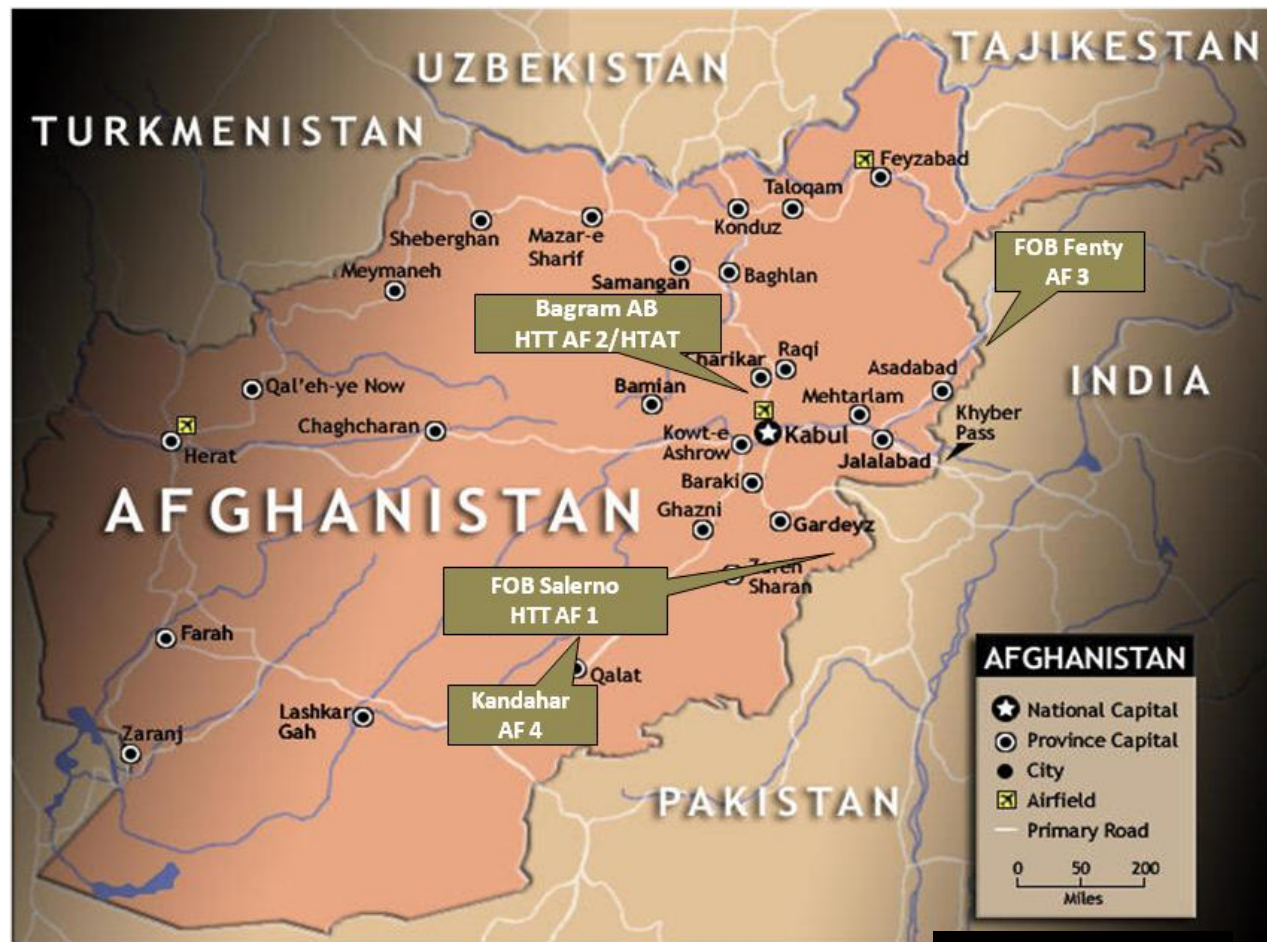 UZBEKISTAN
TAJIKESTAN
TURKMENISTAN
Feyzabad
Taloqam
Konduz
Sheberghan
Mazar-e
Sharif
Meymaneh
Samangan
Baghlan
FOB Fenty
AF 3
Bagram AB
HTT AF 2/HTAT
Raqi
Asadabad
INDIA
Qal'eh-ye Now
Bamian
Mehtarlam
Khyber
Pass
Chaghcharan
Kowt-e
Ashrow
Kabul
Herat
Jalalabad
Baraki
AFGHANISTAN
Ghazni
Gardeyz
FOB Salerno
HTT AF 1
Sharan
Farah
Qalat
Kandahar
AF 4
Lashkar
Gah
Zaranj
PAKISTAN
AFGHANISTAN
National Capital
Province Capital
City
Airfield
Primary Road
0 50 200
Miles